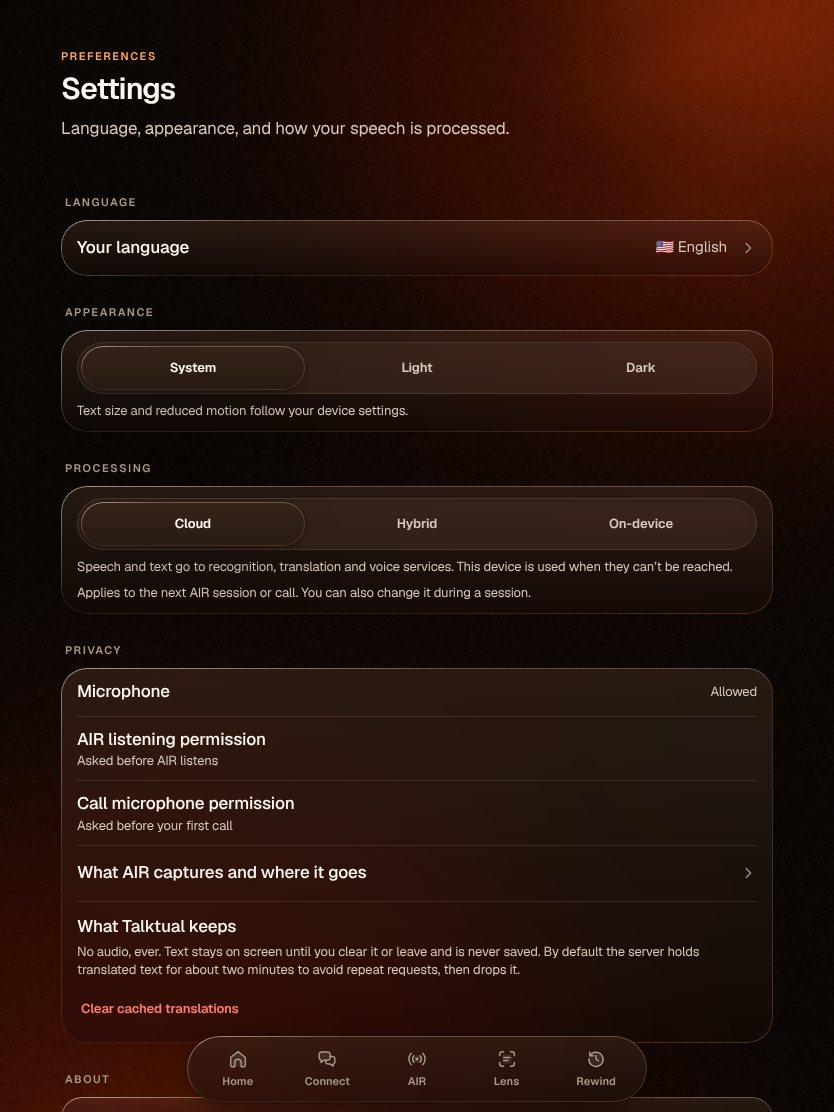 PREFERENCES
Settings
Language, appearance, and how your speech is processed.
LANGUAGE
Your language
English
APPEARANCE
System
Light
Dark
Text size and reduced motion follow your device settings.
PROCESSING
Cloud
Hybrid
On-device
Speech and text go to recognition, translation and voice services. This device is used when they can’t be reached.
Applies to the next AIR session or call. You can also change it during a session.
PRIVACY
Microphone
Allowed
AIR listening permission
Asked before AIR listens
Call microphone permission
Asked before your first call
What AIR captures and where it goes
What Talktual keeps
No audio, ever. Text stays on screen until you clear it or leave and is never saved. By default the server holds
translated text for about two minutes to avoid repeat requests, then drops it.
Clear cached translations
ABOUT
Home
Connect
AIR
Lens
Rewind